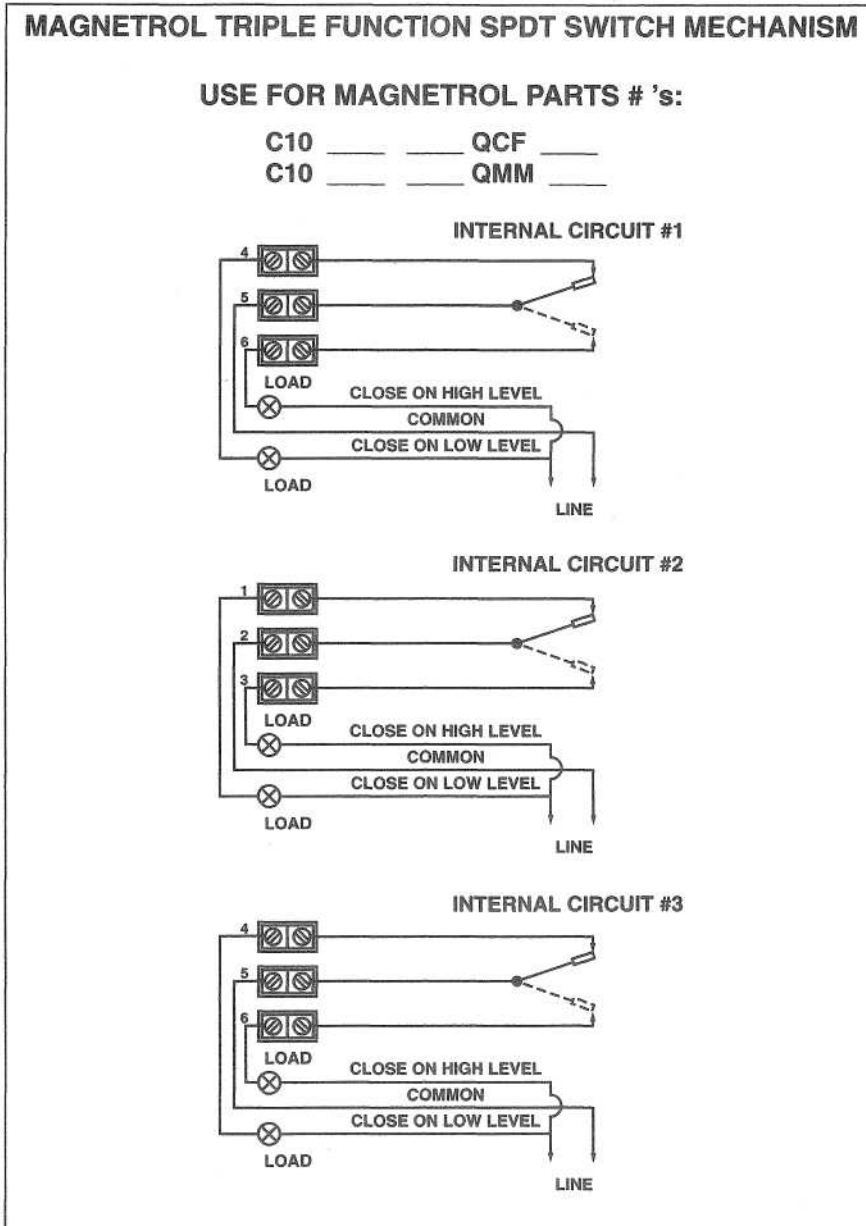 MAGNETROL TRIPLE FUNCTION SPDT SWITCH MECHANISM
USE FOR MAGNETROL PARTS # 's:
C10 ____ ____ QCF ____
C10 ____ ____ QMM ____
INTERNAL CIRCUIT #1
4
5
6
LOAD
CLOSE ON HIGH LEVEL
COMMON
CLOSE ON LOW LEVEL
LOAD
LINE
INTERNAL CIRCUIT #2
1
2
3
LOAD
CLOSE ON HIGH LEVEL
COMMON
CLOSE ON LOW LEVEL
LOAD
LINE
INTERNAL CIRCUIT #3
4
5
6
LOAD
CLOSE ON HIGH LEVEL
COMMON
CLOSE ON LOW LEVEL
LOAD
LINE